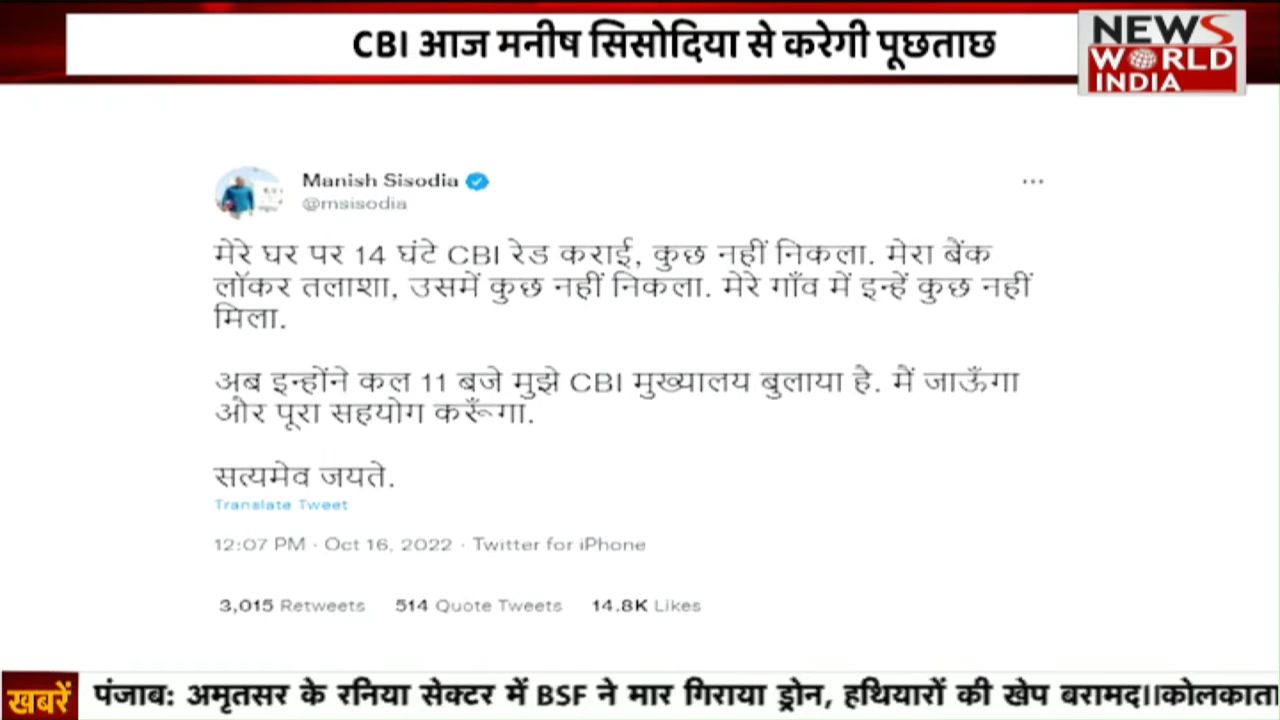 CBI आज मनीष सिसोदिया से करेगी पूछताछ
NEWS
WORLD
INDIA
Manish Sisodia
@msisodia
मेरे घर पर 14 घंटे CBI रेड कराई, कुछ नहीं निकला. मेरा बैंक
लॉकर तलाशा, उसमें कुछ नहीं निकला. मेरे गाँव में इन्हें कुछ नहीं
मिला.
अब इन्होंने कल 11 बजे मुझे CBI मुख्यालय बुलाया है. मैं जाऊँगा
और पूरा सहयोग करूँगा.
सत्यमेव जयते.
Translate Tweet
12:07 PM · Oct 16, 2022 · Twitter for iPhone
3,015 Retweets 514 Quote Tweets 14.8K Likes
खबरें पंजाब: अमृतसर के रनिया सेक्टर में BSF ने मार गिराया ड्रोन, हथियारों की खेप बरामद||कोलकाता